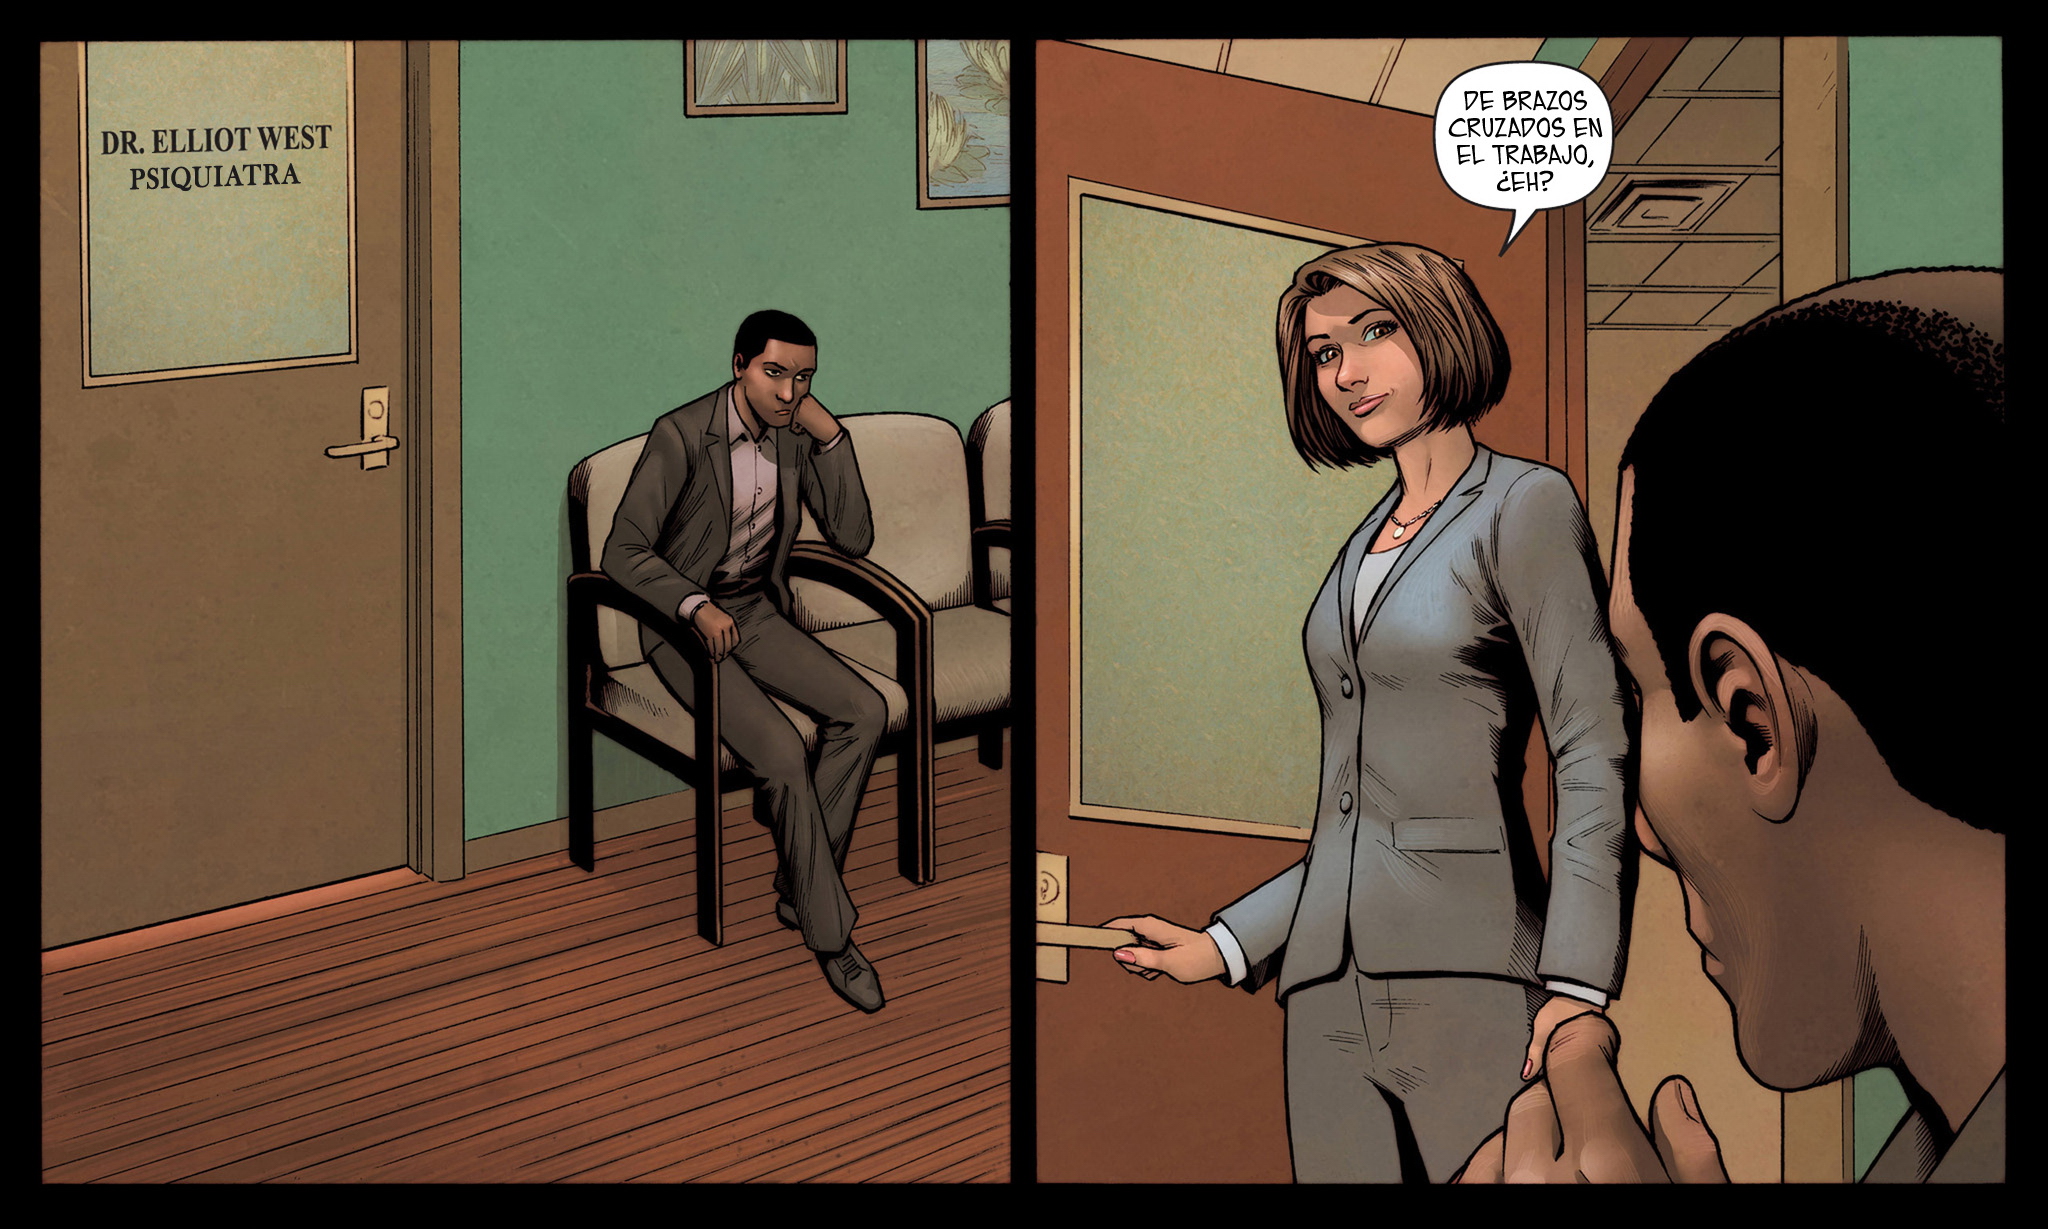 DR. ELLIOT WEST
PSIQUIATRA
DE BRAZOS
CRUZADOS EN
EL TRABAJO,
¿EH?